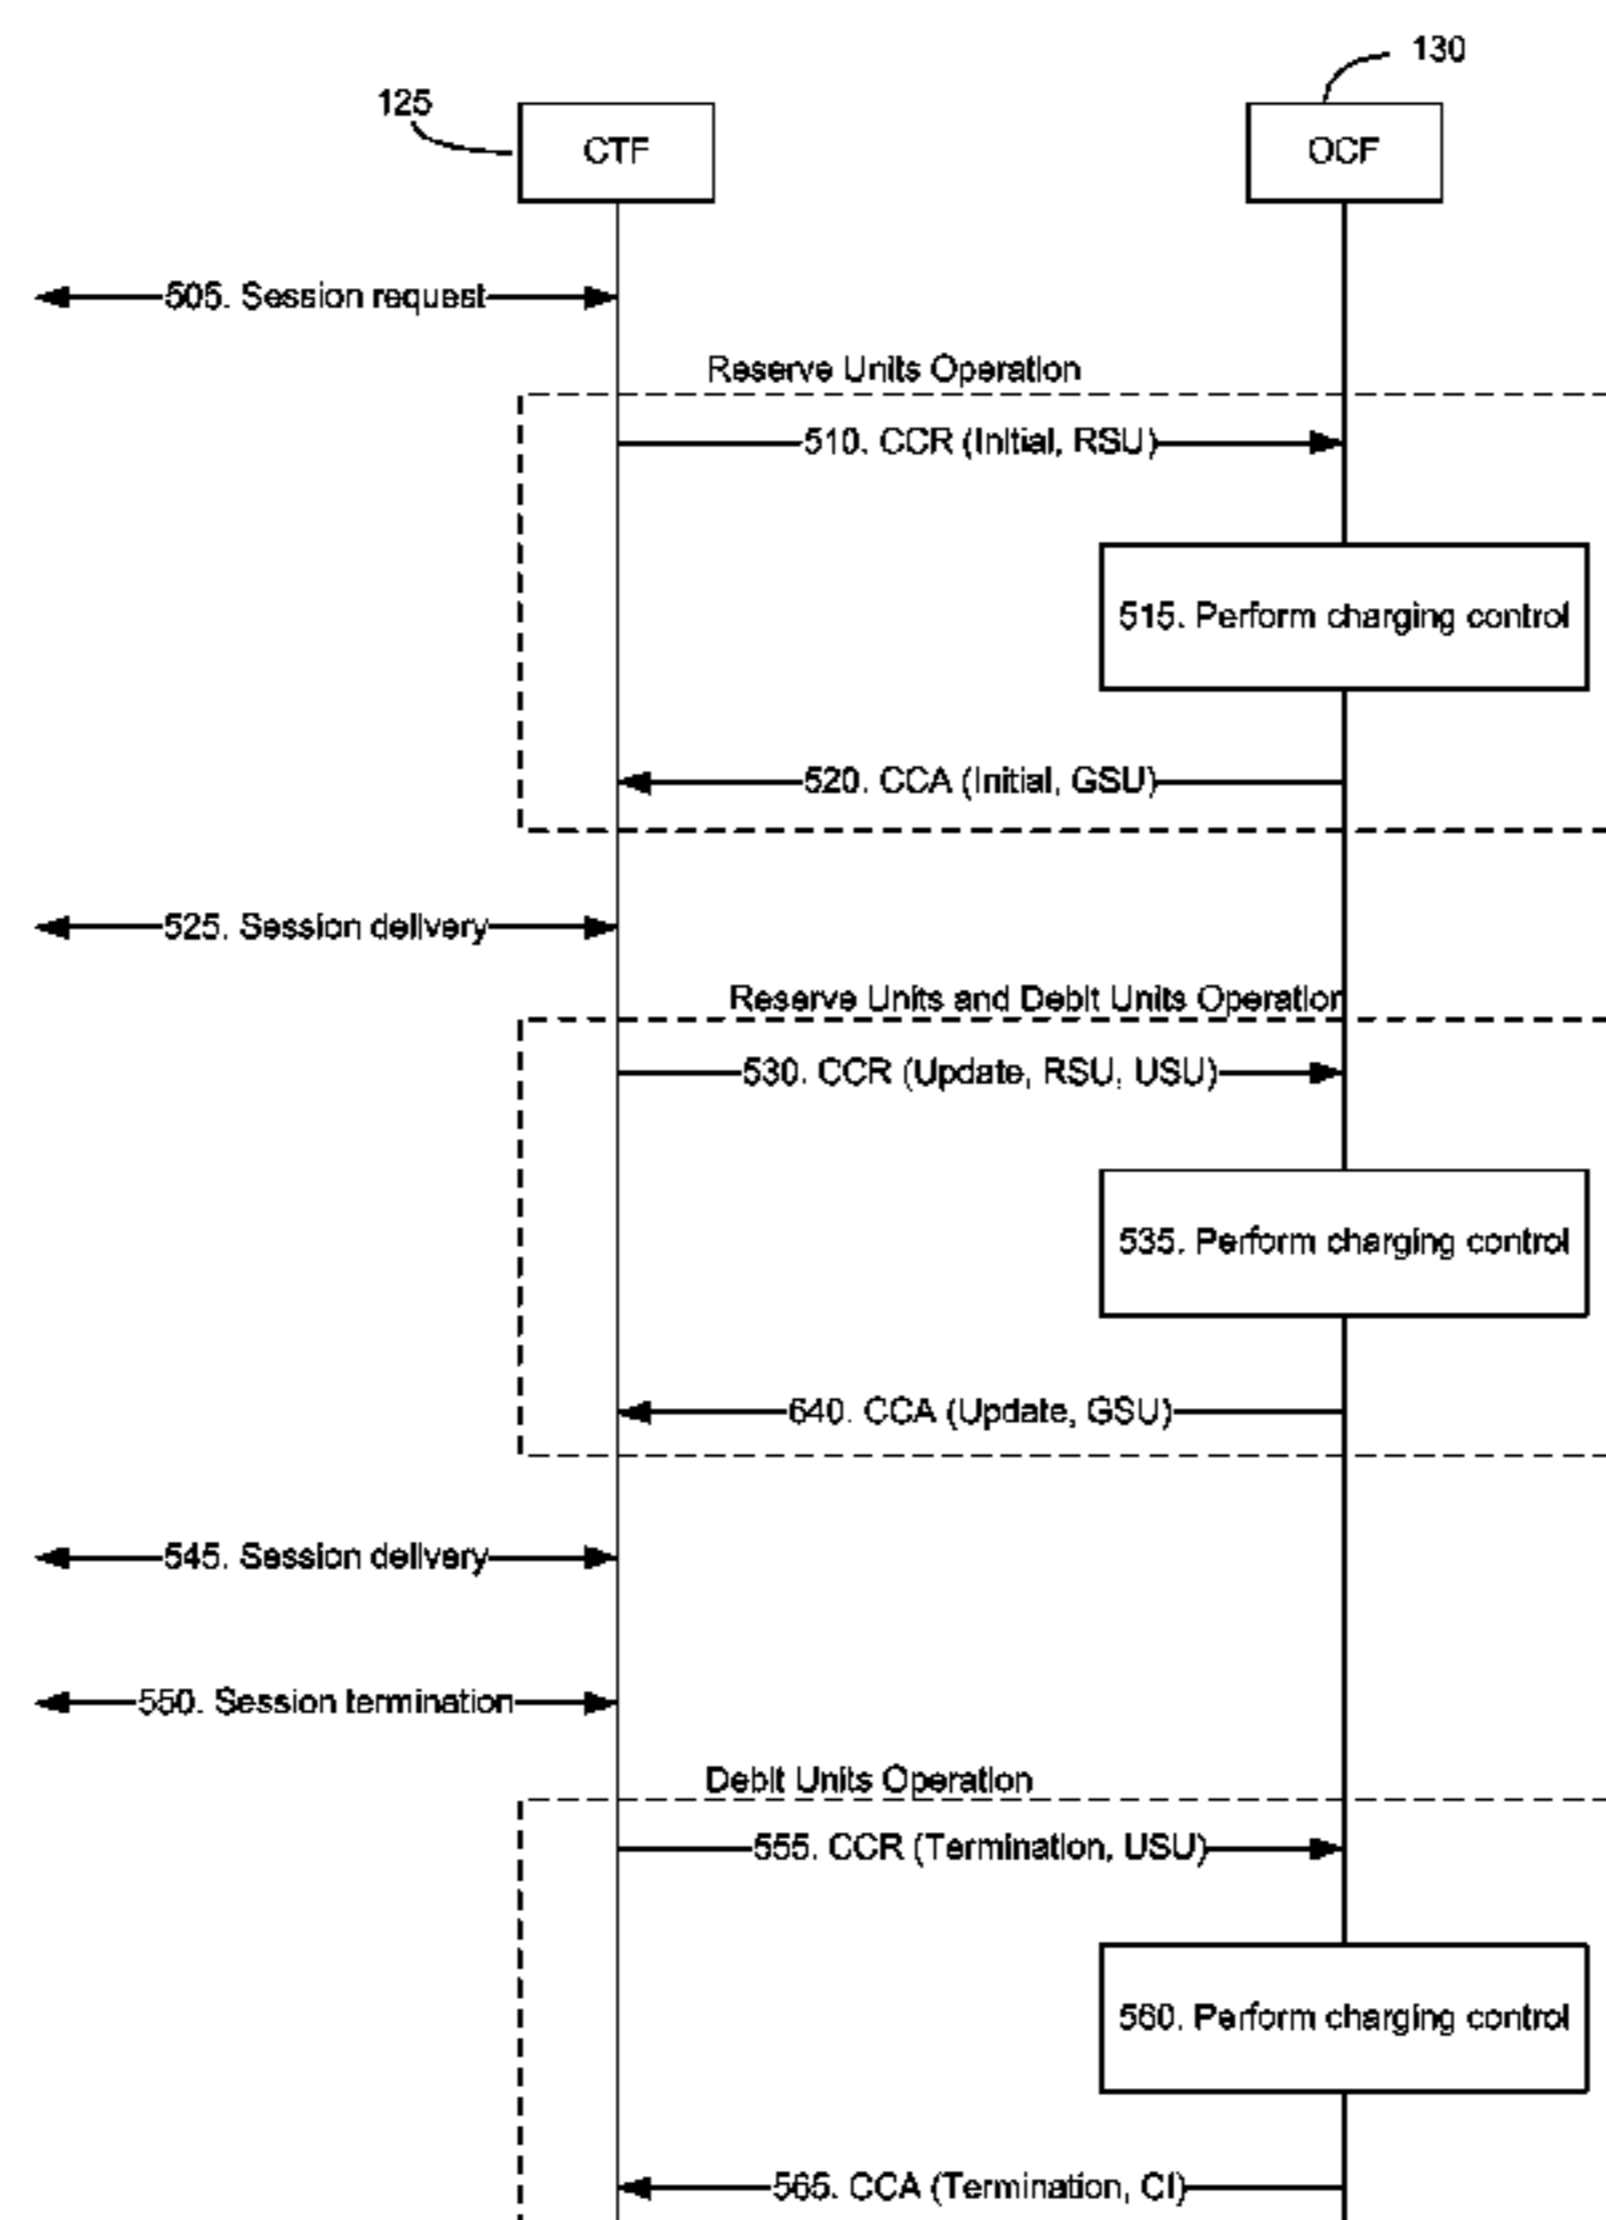 130
125
CTF
OCF
505. Session request
Reserve Units Operation
510. CCR (Initial, RSU)
515. Perform charging control
520. CCA (Initial, GSU)
525. Session delivery
Reserve Units and Debit Units Operation
530. CCR (Update, RSU, USU)
535. Perform charging control
540. CCA (Update, GSU)
545. Session delivery
550. Session termination
Debit Units Operation
555. CCR (Termination, USU)
560. Perform charging control
565. CCA (Termination, CI)